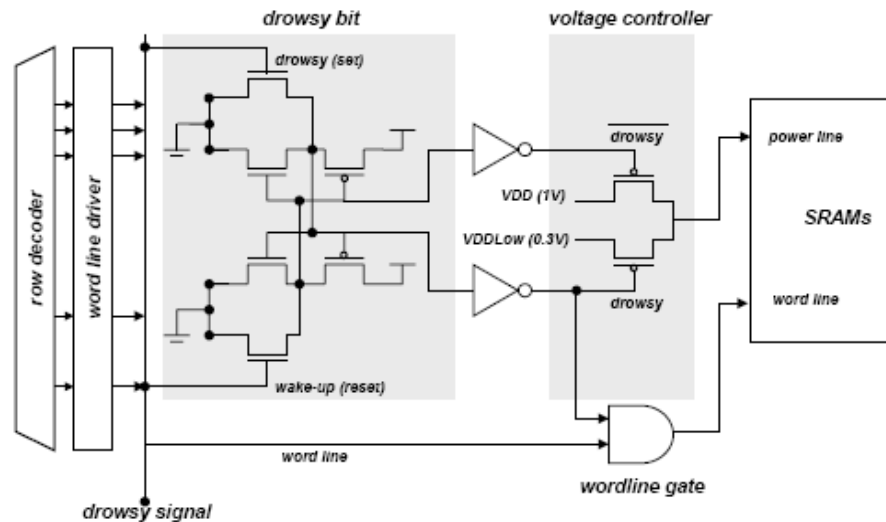 drowsy bit
voltage controller
drowsy (set)
drowsy
power line
row decoder
word line driver
VDD (1V)
SRAMs
VDDLow (0.3V)
drowsy
word line
wake-up (reset)
word line
wordline gate
drowsy signal